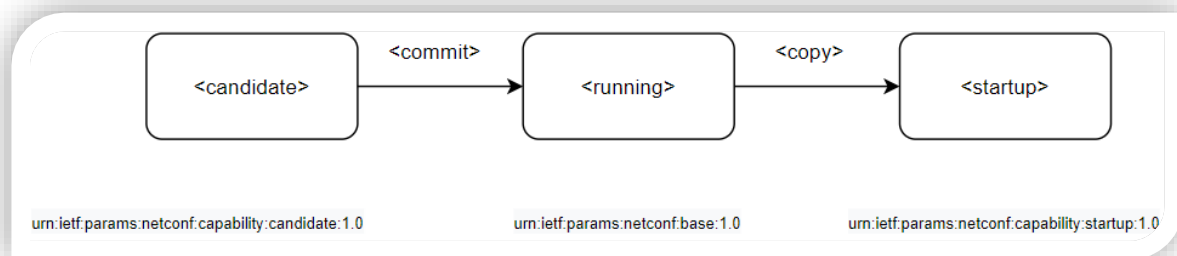 <commit>
<copy>
<candidate>
<running>
<startup>
urn:ietf:params:netconf:capability:candidate:1.0
urn:ietf:params:netconf:base:1.0
urn:ietf:params:netconf:capability:startup:1.0